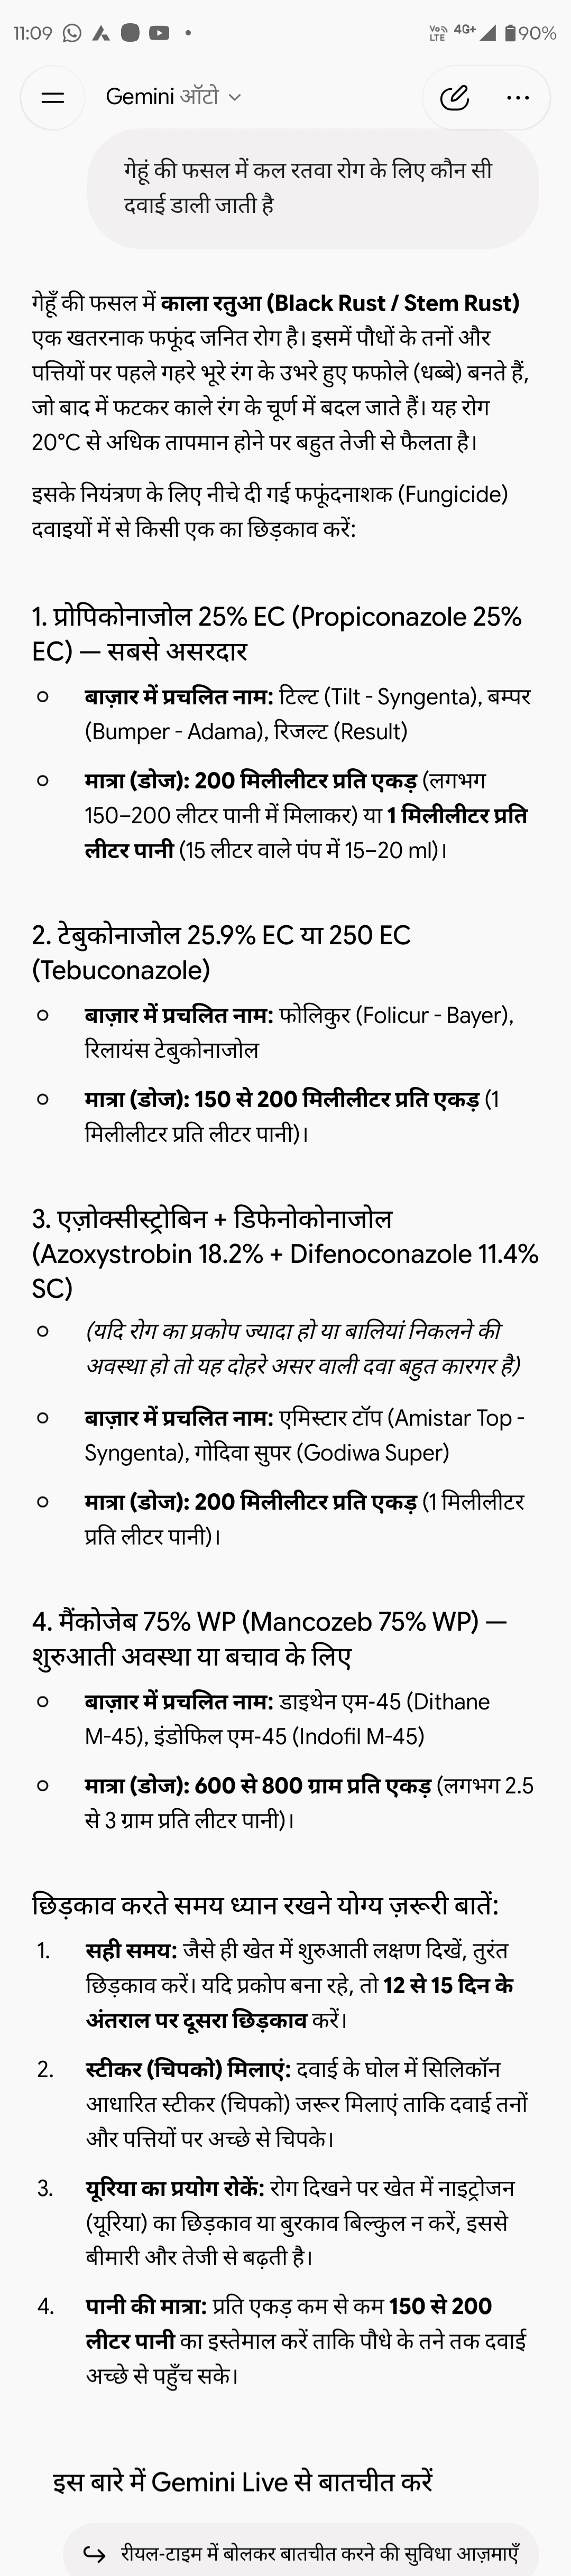 11:09
Vo) LTE 4G+ 90%
Gemini ऑटो
गेहूं की फसल में कल रतवा रोग के लिए कौन सी
दवाई डाली जाती है
गेहूँ की फसल में काला रतुआ (Black Rust / Stem Rust)
एक खतरनाक फफूंद जनित रोग है। इसमें पौधों के तनों और
पत्तियों पर पहले गहरे भूरे रंग के उभरे हुए फफोले (धब्बे) बनते हैं,
जो बाद में फटकर काले रंग के चूर्ण में बदल जाते हैं। यह रोग
20°C से अधिक तापमान होने पर बहुत तेजी से फैलता है।
इसके नियंत्रण के लिए नीचे दी गई फफूंदनाशक (Fungicide)
दवाइयों में से किसी एक का छिड़काव करें:
1. प्रोपिकोनाजोल 25% EC (Propiconazole 25%
EC) — सबसे असरदार
बाज़ार में प्रचलित नाम: टिल्ट (Tilt - Syngenta), बम्पर
(Bumper - Adama), रिजल्ट (Result)
मात्रा (डोज): 200 मिलीलीटर प्रति एकड़ (लगभग
150–200 लीटर पानी में मिलाकर) या 1 मिलीलीटर प्रति
लीटर पानी (15 लीटर वाले पंप में 15–20 ml)।
2. टेबुकोनाजोल 25.9% EC या 250 EC
(Tebuconazole)
बाज़ार में प्रचलित नाम: फोलिकुर (Folicur - Bayer),
रिलायंस टेबुकोनाजोल
मात्रा (डोज): 150 से 200 मिलीलीटर प्रति एकड़ (1
मिलीलीटर प्रति लीटर पानी)।
3. एज़ोक्सीस्ट्रोबिन + डिफेनोकोनाजोल
(Azoxystrobin 18.2% + Difenoconazole 11.4%
SC)
(यदि रोग का प्रकोप ज्यादा हो या बालियां निकलने की
अवस्था हो तो यह दोहरे असर वाली दवा बहुत कारगर है)
बाज़ार में प्रचलित नाम: एमिस्टार टॉप (Amistar Top -
Syngenta), गोदिवा सुपर (Godiwa Super)
मात्रा (डोज): 200 मिलीलीटर प्रति एकड़ (1 मिलीलीटर
प्रति लीटर पानी)।
4. मैंकोजेब 75% WP (Mancozeb 75% WP) —
शुरुआती अवस्था या बचाव के लिए
बाज़ार में प्रचलित नाम: डाइथेन एम-45 (Dithane
M-45), इंडोफिल एम-45 (Indofil M-45)
मात्रा (डोज): 600 से 800 ग्राम प्रति एकड़ (लगभग 2.5
से 3 ग्राम प्रति लीटर पानी)।
छिड़काव करते समय ध्यान रखने योग्य ज़रूरी बातें:
1. सही समय: जैसे ही खेत में शुरुआती लक्षण दिखें, तुरंत
छिड़काव करें। यदि प्रकोप बना रहे, तो 12 से 15 दिन के
अंतराल पर दूसरा छिड़काव करें।
2. स्टीकर (चिपको) मिलाएं: दवाई के घोल में सिलिकॉन
आधारित स्टीकर (चिपको) जरूर मिलाएं ताकि दवाई तनों
और पत्तियों पर अच्छे से चिपके।
3. यूरिया का प्रयोग रोकें: रोग दिखने पर खेत में नाइट्रोजन
(यूरिया) का छिड़काव या बुरकाव बिल्कुल न करें, इससे
बीमारी और तेजी से बढ़ती है।
4. पानी की मात्रा: प्रति एकड़ कम से कम 150 से 200
लीटर पानी का इस्तेमाल करें ताकि पौधे के तने तक दवाई
अच्छे से पहुँच सके।
इस बारे में Gemini Live से बातचीत करें
रीयल-टाइम में बोलकर बातचीत करने की सुविधा आज़माएँ